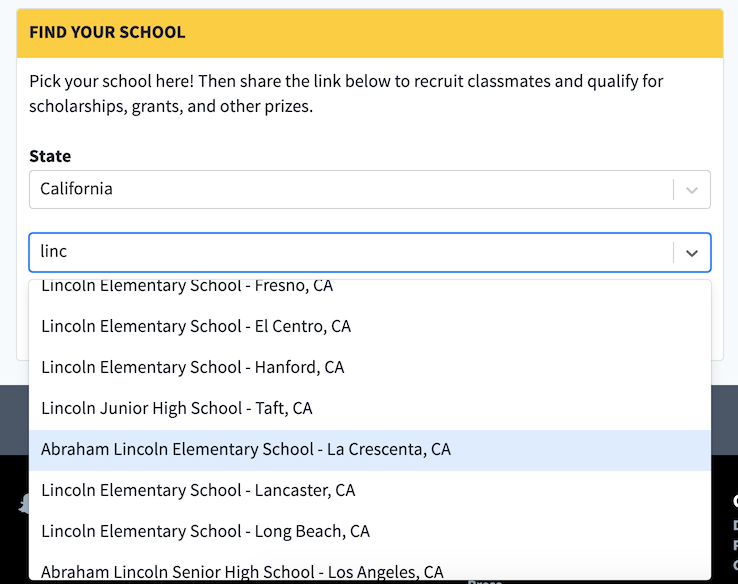 FIND YOUR SCHOOL
Pick your school here! Then share the link below to recruit classmates and qualify for
scholarships, grants, and other prizes.
State
California
linc
Lincoln Elementary School - Fresno, CA
Lincoln Elementary School - El Centro, CA
Lincoln Elementary School - Hanford, CA
Lincoln Junior High School - Taft, CA
Abraham Lincoln Elementary School - La Crescenta, CA
Lincoln Elementary School - Lancaster, CA
Lincoln Elementary School - Long Beach, CA
Abraham Lincoln Senior High School - Los Angeles, CA
Press